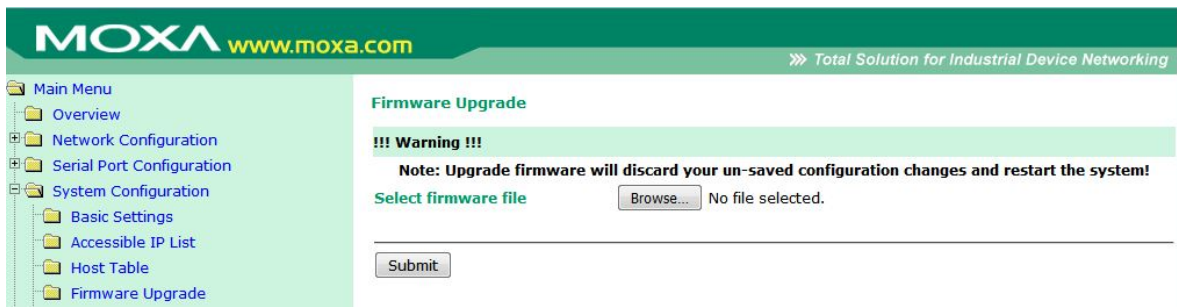 MOXA www.moxa.com
Total Solution for Industrial Device Networking
Main Menu
Overview
Network Configuration
Serial Port Configuration
System Configuration
Basic Settings
Accessible IP List
Host Table
Firmware Upgrade
Firmware Upgrade
!!! Warning !!!
Note: Upgrade firmware will discard your un-saved configuration changes and restart the system!
Select firmware file Browse... No file selected.
Submit